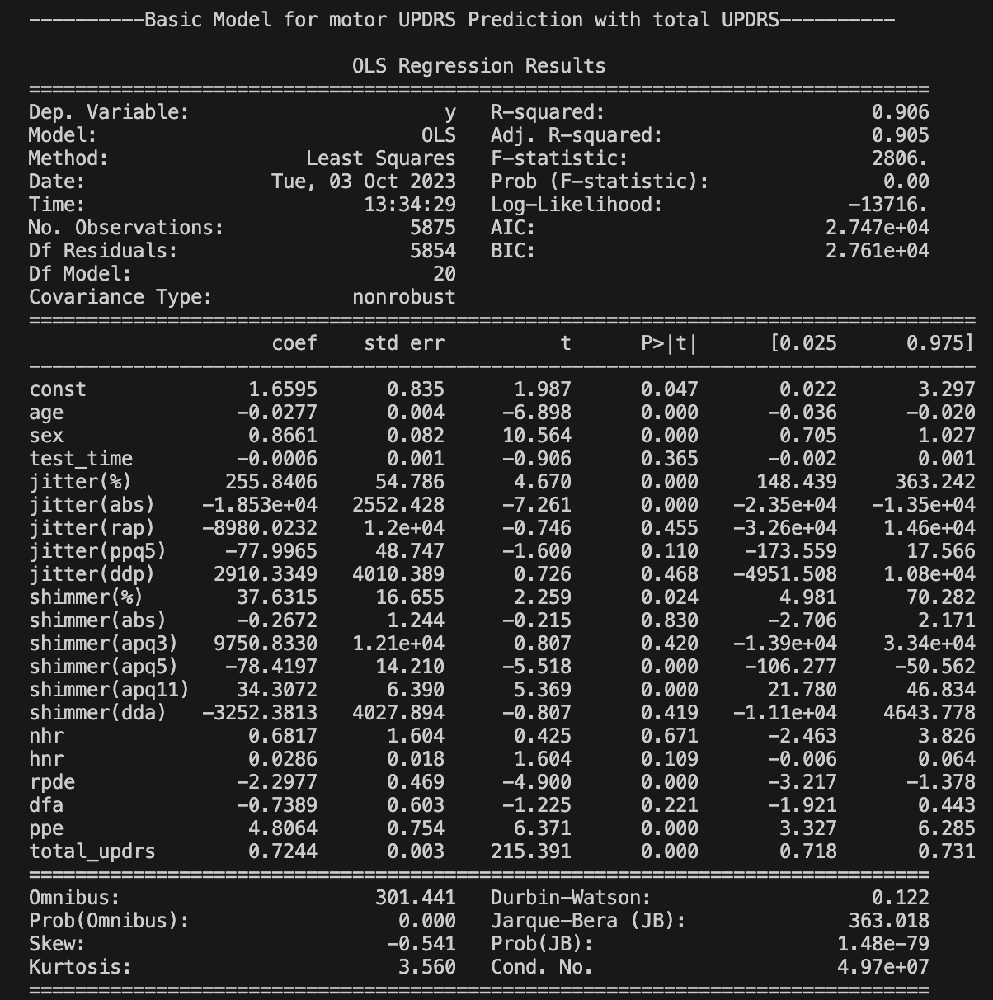 ----------Basic Model for motor UPDRS Prediction with total UPDRS----------
OLS Regression Results
==============================================================================
Dep. Variable: y R-squared: 0.906
Model: OLS Adj. R-squared: 0.905
Method: Least Squares F-statistic: 2806.
Date: Tue, 03 Oct 2023 Prob (F-statistic): 0.00
Time: 13:34:29 Log-Likelihood: -13716.
No. Observations: 5875 AIC: 2.747e+04
Df Residuals: 5854 BIC: 2.761e+04
Df Model: 20
Covariance Type: nonrobust
==================================================================================
coef std err t P>|t| [0.025 0.975]
----------------------------------------------------------------------------------
const 1.6595 0.835 1.987 0.047 0.022 3.297
age -0.0277 0.004 -6.898 0.000 -0.036 -0.020
sex 0.8661 0.082 10.564 0.000 0.705 1.027
test_time -0.0006 0.001 -0.906 0.365 -0.002 0.001
jitter(%) 255.8406 54.786 4.670 0.000 148.439 363.242
jitter(abs) -1.853e+04 2552.428 -7.261 0.000 -2.35e+04 -1.35e+04
jitter(rap) -8980.0232 1.2e+04 -0.746 0.455 -3.26e+04 1.46e+04
jitter(ppq5) -77.9965 48.747 -1.600 0.110 -173.559 17.566
jitter(ddp) 2910.3349 4010.389 0.726 0.468 -4951.508 1.08e+04
shimmer(%) 37.6315 16.655 2.259 0.024 4.981 70.282
shimmer(abs) -0.2672 1.244 -0.215 0.830 -2.706 2.171
shimmer(apq3) 9750.8330 1.21e+04 0.807 0.420 -1.39e+04 3.34e+04
shimmer(apq5) -78.4197 14.210 -5.518 0.000 -106.277 -50.562
shimmer(apq11) 34.3072 6.390 5.369 0.000 21.780 46.834
shimmer(dda) -3252.3813 4027.894 -0.807 0.419 -1.11e+04 4643.778
nhr 0.6817 1.604 0.425 0.671 -2.463 3.826
hnr 0.0286 0.018 1.604 0.109 -0.006 0.064
rpde -2.2977 0.469 -4.900 0.000 -3.217 -1.378
dfa -0.7389 0.603 -1.225 0.221 -1.921 0.443
ppe 4.8064 0.754 6.371 0.000 3.327 6.285
total_updrs 0.7244 0.003 215.391 0.000 0.718 0.731
==============================================================================
Omnibus: 301.441 Durbin-Watson: 0.122
Prob(Omnibus): 0.000 Jarque-Bera (JB): 363.018
Skew: -0.541 Prob(JB): 1.48e-79
Kurtosis: 3.560 Cond. No. 4.97e+07
==============================================================================